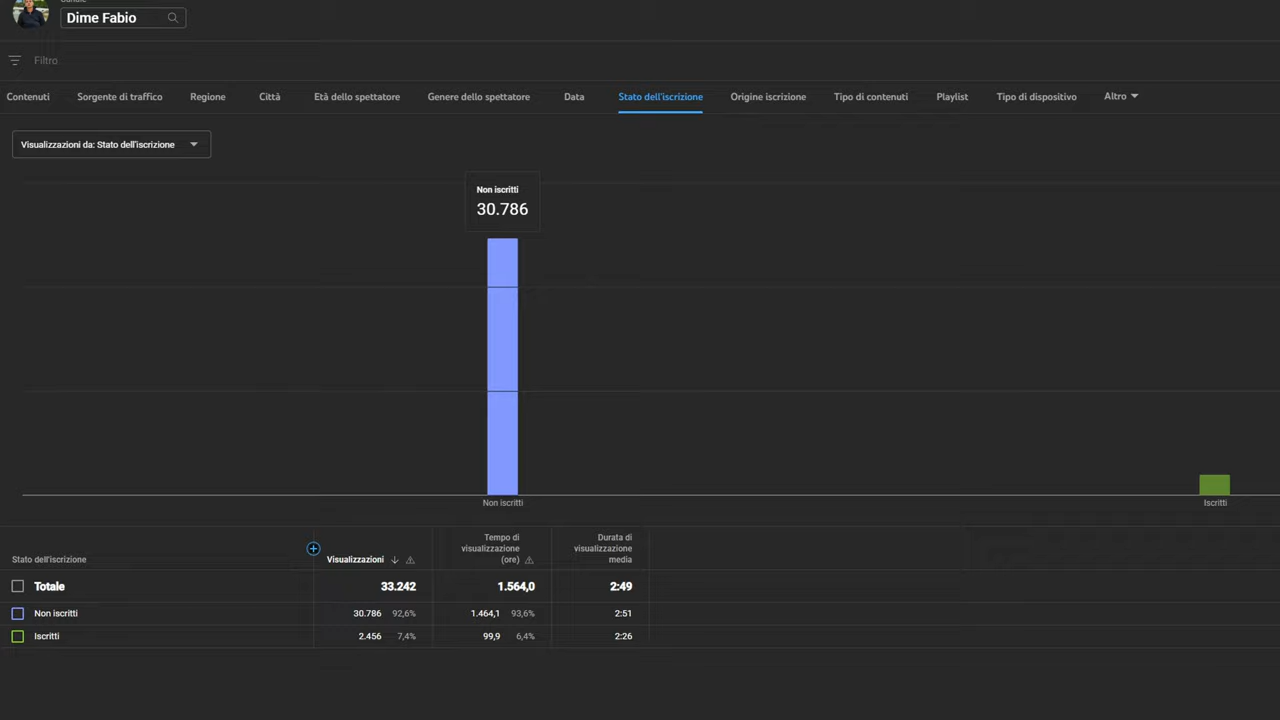 Dime Fabio
Filtro
Contenuti Sorgente di traffico Regione Città Età dello spettatore Genere dello spettatore Data Stato dell'iscrizione Origine iscrizione Tipo di contenuti Playlist Tipo di dispositivo Altro
Visualizzazioni da: Stato dell'iscrizione
Non iscritti
30.786
Non iscritti Iscritti
Stato dell'iscrizione Visualizzazioni Tempo di visualizzazione (ore) Durata di visualizzazione media
Totale 33.242 1.564,0 2:49
Non iscritti 30.786 92,6% 1.464,1 93,6% 2:51
Iscritti 2.456 7,4% 99,9 6,4% 2:26